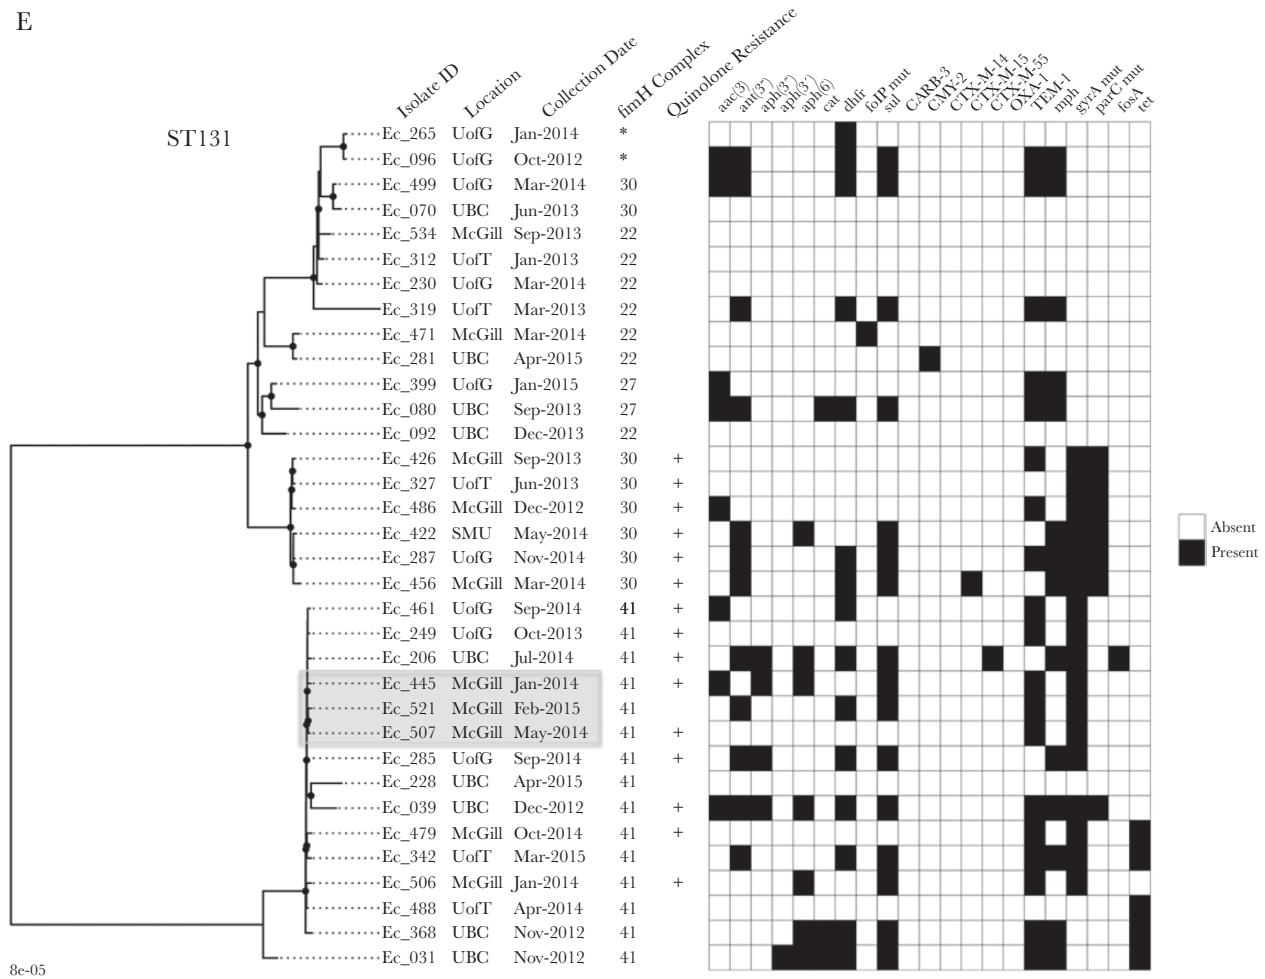 E
Isolate ID Location Collection Date fimH Complex Quinolone Resistance
aac(3) ant(3″) aph(3″) aph(3′) aph(6) cat dhfr folP mut sul CARB-3 CMY-2 CTX-M-14 CTX-M-15 CTX-M-55 OXA-1 TEM-1 mph gyrA mut parC mut fosA tet
ST131
Ec_265 UofG Jan-2014 *
Ec_096 UofG Oct-2012 *
Ec_499 UofG Mar-2014 30
Ec_070 UBC Jun-2013 30
Ec_534 McGill Sep-2013 22
Ec_312 UofT Jan-2013 22
Ec_230 UofG Mar-2014 22
Ec_319 UofT Mar-2013 22
Ec_471 McGill Mar-2014 22
Ec_281 UBC Apr-2015 22
Ec_399 UofG Jan-2015 27
Ec_080 UBC Sep-2013 27
Ec_092 UBC Dec-2013 22
Ec_426 McGill Sep-2013 30 +
Ec_327 UofT Jun-2013 30 +
Ec_486 McGill Dec-2012 30 +
Ec_422 SMU May-2014 30 +
Absent
Ec_287 UofG Nov-2014 30 +
Present
Ec_456 McGill Mar-2014 30 +
Ec_461 UofG Sep-2014 41 +
Ec_249 UofG Oct-2013 41 +
Ec_206 UBC Jul-2014 41 +
Ec_445 McGill Jan-2014 41 +
Ec_521 McGill Feb-2015 41
Ec_507 McGill May-2014 41 +
Ec_285 UofG Sep-2014 41 +
Ec_228 UBC Apr-2015 41
Ec_039 UBC Dec-2012 41 +
Ec_479 McGill Oct-2014 41 +
Ec_342 UofT Mar-2015 41
Ec_506 McGill Jan-2014 41 +
Ec_488 UofT Apr-2014 41
Ec_368 UBC Nov-2012 41
Ec_031 UBC Nov-2012 41
8e-05